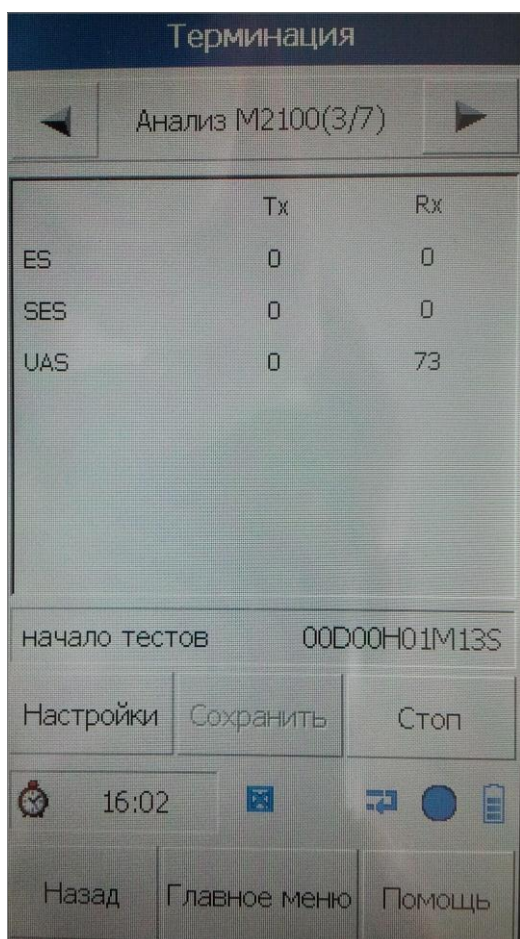 Терминация
Анализ M2100(3/7)
Tx Rx
ES 0 0
SES 0 0
UAS 0 73
начало тестов 00D00H01M13S
Настройки Сохранить Стоп
16:02
Назад Главное меню Помощь